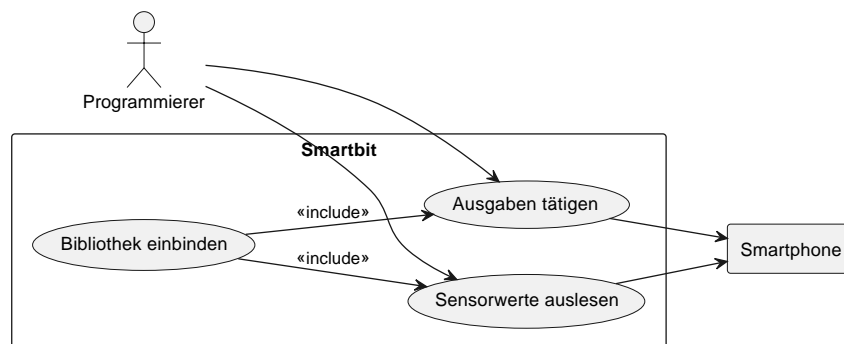 Programmierer
Smartbit
«include»
Ausgaben tätigen
Bibliothek einbinden
«include»
Smartphone
Sensorwerte auslesen